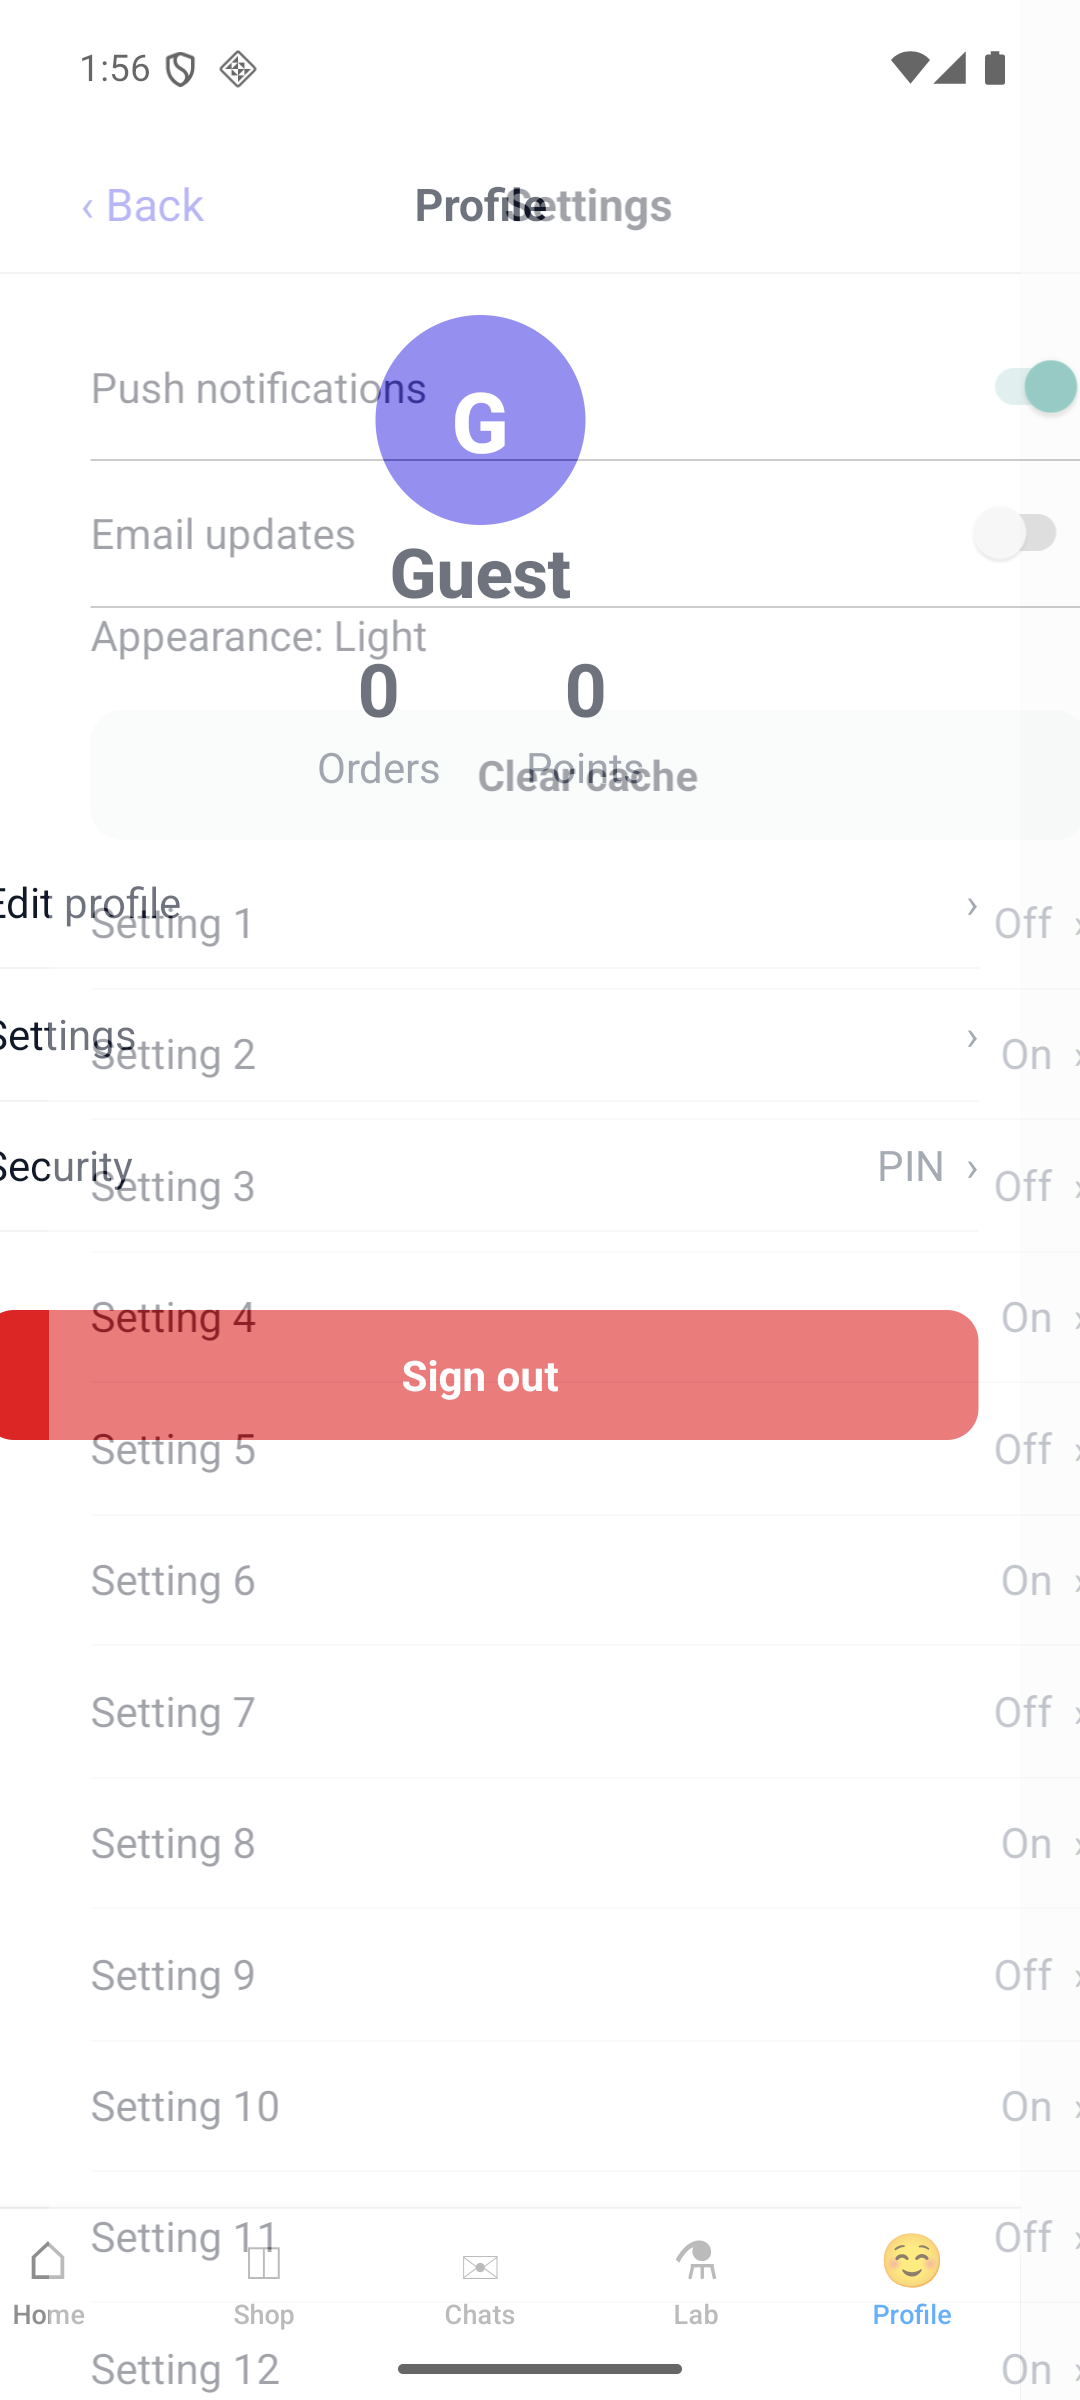 1:56
‹ Back
Profile
Settings
Push notifications
G
Email updates
Guest
Appearance: Light
0
0
Orders
Points
Clear cache
Edit profile ›
Setting 1 Off ›
Settings ›
Setting 2 On ›
Security PIN ›
Setting 3 Off ›
Setting 4 On ›
Sign out
Setting 5 Off ›
Setting 6 On ›
Setting 7 Off ›
Setting 8 On ›
Setting 9 Off ›
Setting 10 On ›
Setting 11 Off ›
Home
Shop
Chats
Lab
Profile
Setting 12 On ›